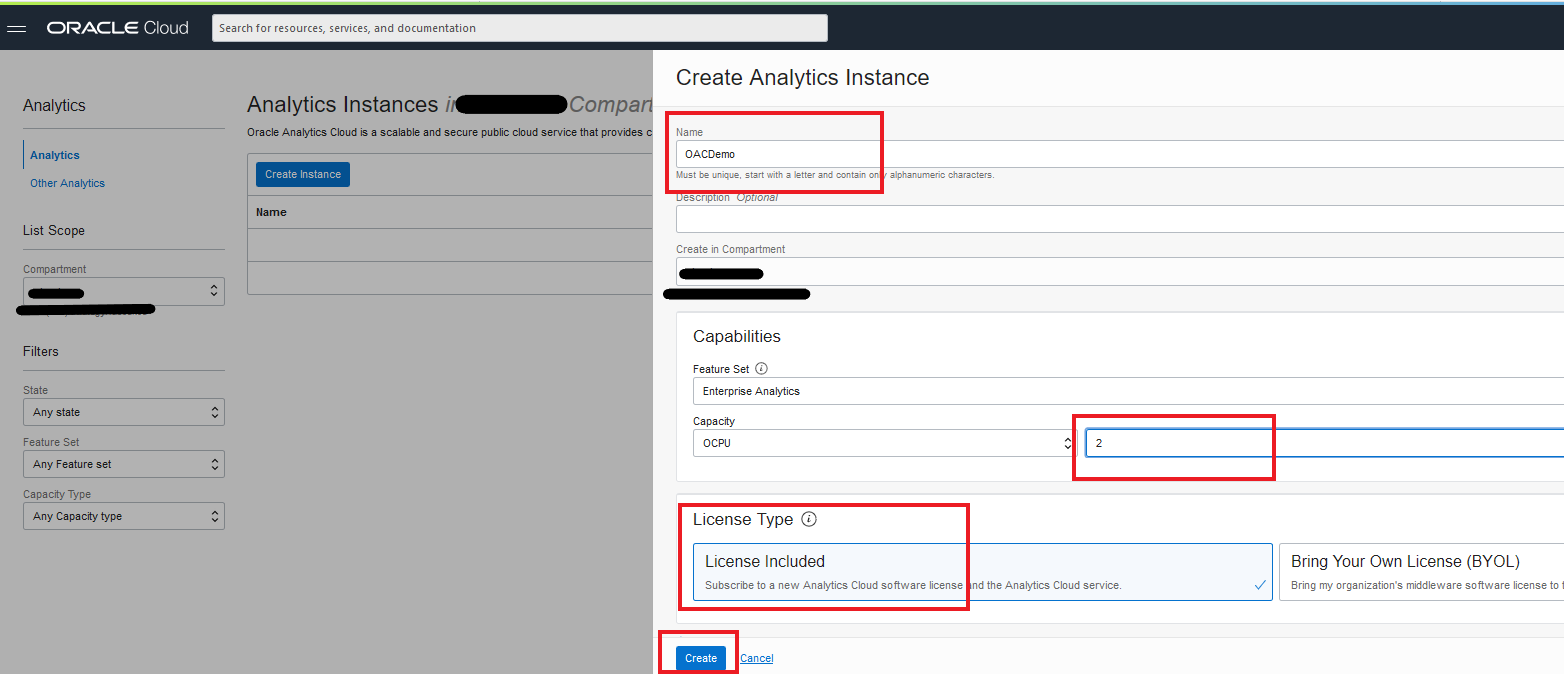 ORACLE Cloud
Search for resources, services, and documentation
Analytics
Analytics
Other Analytics
List Scope
Compartment
Filters
State
Any state
Feature Set
Any Feature set
Capacity Type
Any Capacity type
Analytics Instances in Compart
Oracle Analytics Cloud is a scalable and secure public cloud service that provides c
Create Instance
Name
Create Analytics Instance
Name
OACDemo
Must be unique, start with a letter and contain only alphanumeric characters.
Description Optional
Create in Compartment
Capabilities
Feature Set
Enterprise Analytics
Capacity
OCPU
2
License Type
License Included
Subscribe to a new Analytics Cloud software license and the Analytics Cloud service.
Bring Your Own License (BYOL)
Bring my organization's middleware software license to t
Create
Cancel